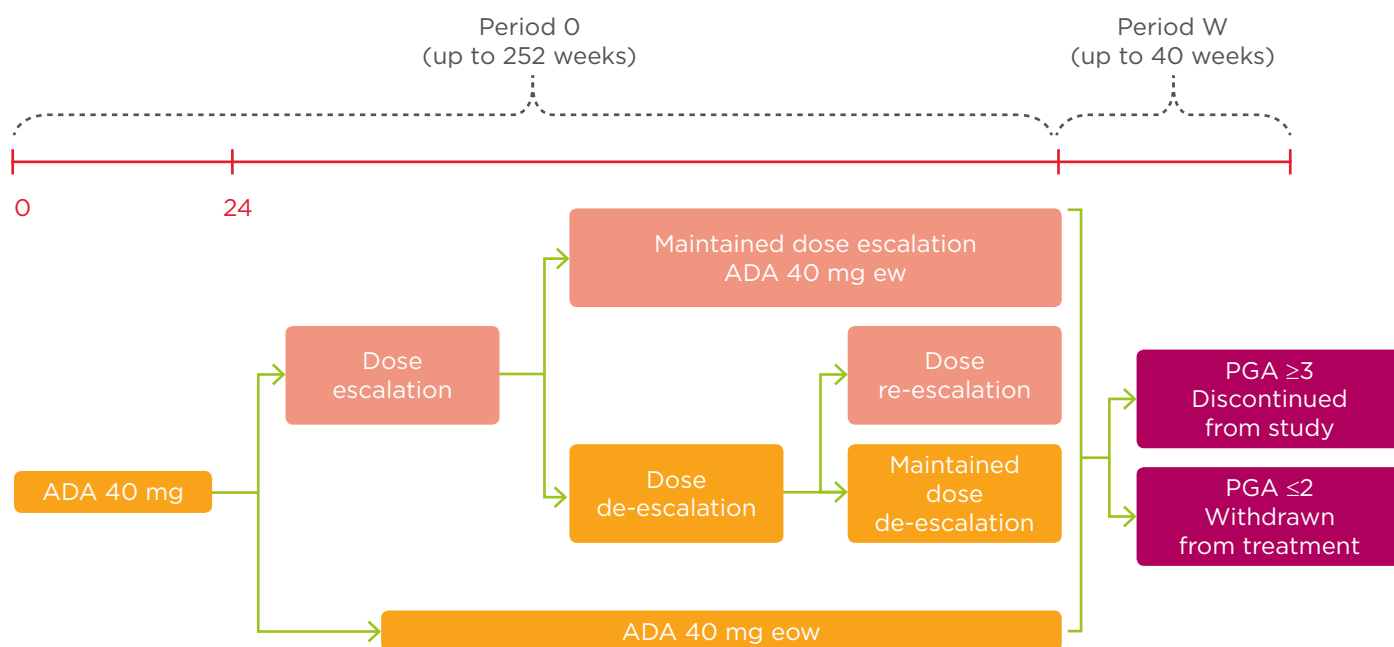 Period 0
(up to 252 weeks)
Period W
(up to 40 weeks)
0
24
Maintained dose escalation
ADA 40 mg ew
Dose
escalation
Dose
re-escalation
PGA ≥3
Discontinued
from study
ADA 40 mg
Dose
de-escalation
Maintained
dose
de-escalation
PGA ≤2
Withdrawn
from treatment
ADA 40 mg eow